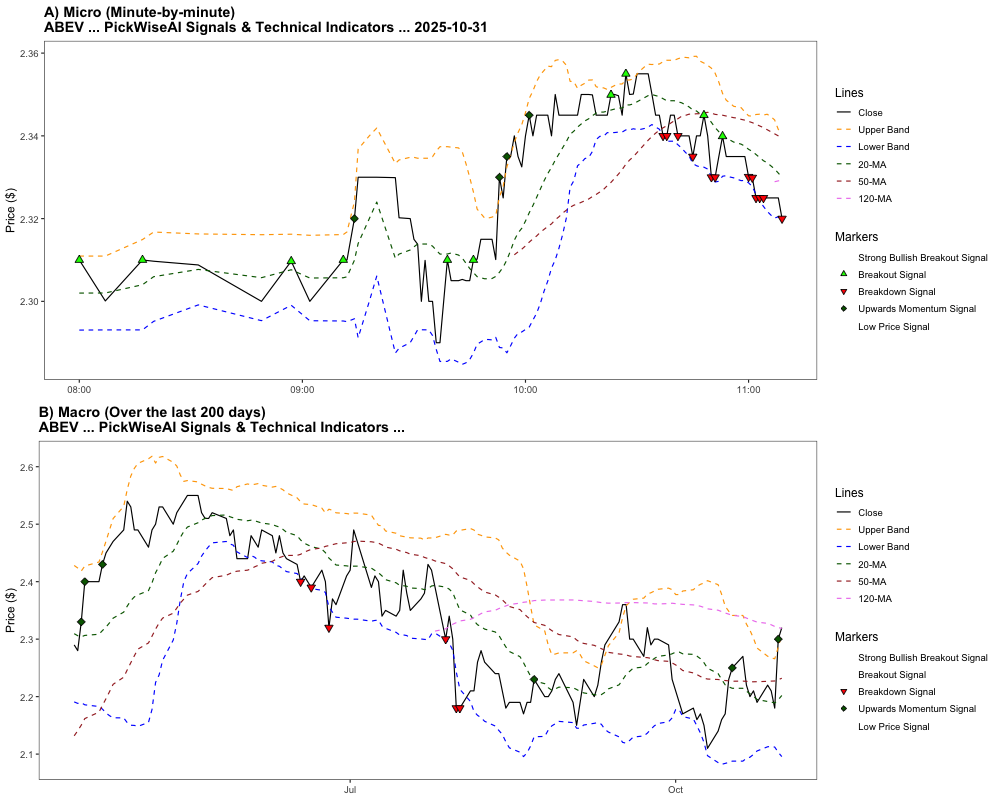 A) Micro (Minute-by-minute)
ABEV ... PickWiseAI Signals & Technical Indicators ... 2025-10-31
Price ($)
2.36
2.34
2.32
2.30
08:00
09:00
10:00
11:00
Lines
Close
Upper Band
Lower Band
20-MA
50-MA
120-MA
Markers
Strong Bullish Breakout Signal
Breakout Signal
Breakdown Signal
Upwards Momentum Signal
Low Price Signal
B) Macro (Over the last 200 days)
ABEV ... PickWiseAI Signals & Technical Indicators ...
Price ($)
2.6
2.5
2.4
2.3
2.2
2.1
Jul
Oct
Lines
Close
Upper Band
Lower Band
20-MA
50-MA
120-MA
Markers
Strong Bullish Breakout Signal
Breakout Signal
Breakdown Signal
Upwards Momentum Signal
Low Price Signal